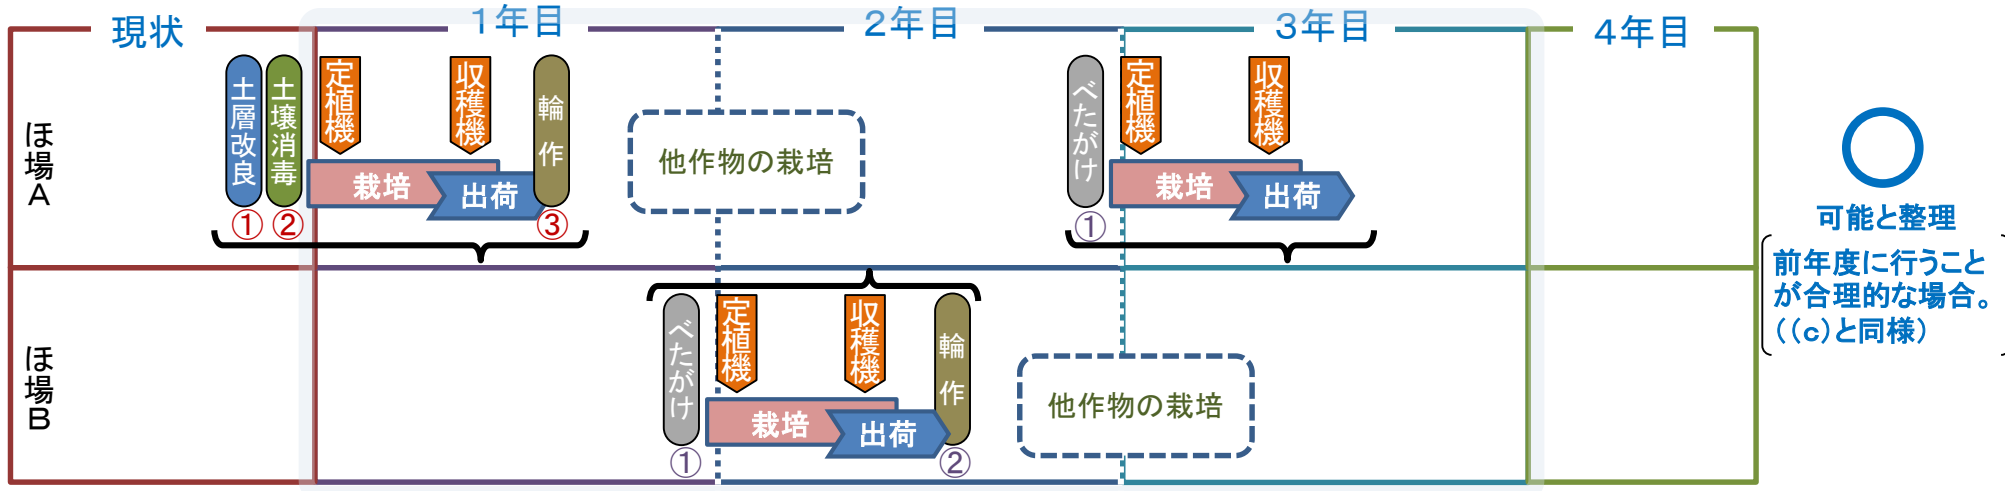 現状
1年目
2年目
3年目
4年目
ほ場A
土層改良
土壌消毒
定植機
収穫機
輪作
栽培
出荷
①
②
③
他作物の栽培
べたがけ
定植機
収穫機
栽培
出荷
①
ほ場B
べたがけ
定植機
収穫機
輪作
栽培
出荷
①
②
他作物の栽培
可能と整理
前年度に行うこと
が合理的な場合。
((c)と同様)